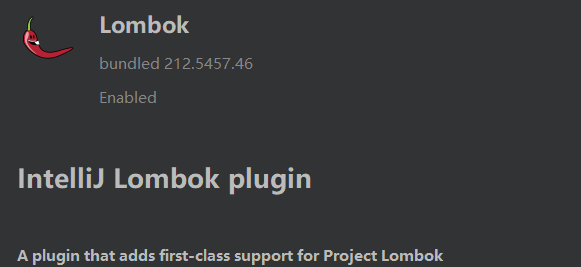 Lombok
bundled 212.5457.46
Enabled
IntelliJ Lombok plugin
A plugin that adds first-class support for Project Lombok